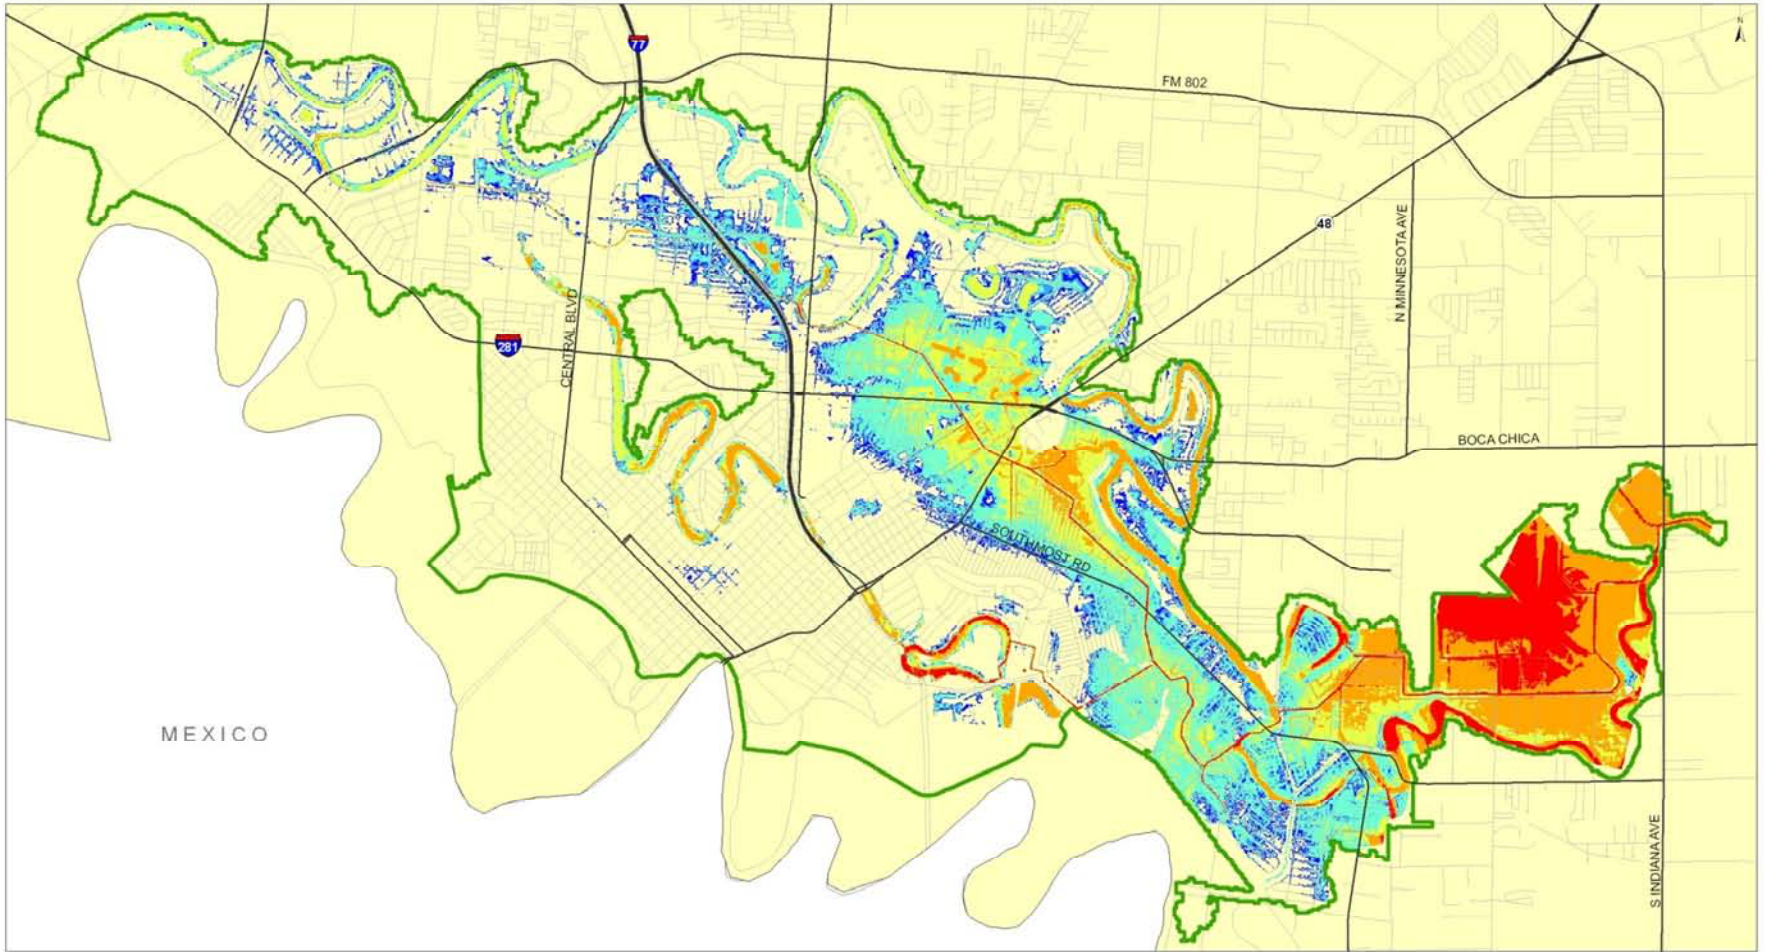 N
77
FM 802
48
N MINNESOTA AVE
CENTRAL BLVD
281
BOCA CHICA
SOUTHMOST RD
MEXICO
S INDIANA AVE